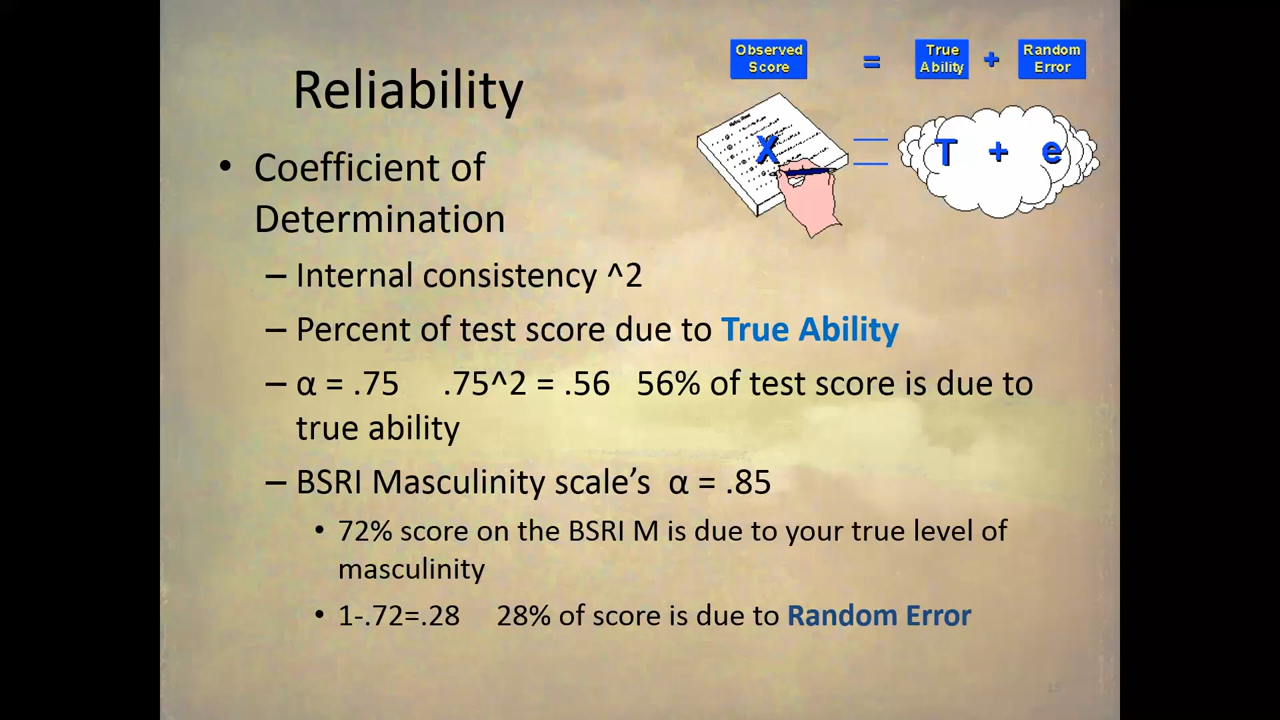 Reliability
Observed
Score
=
True
Ability
+
Random
Error
X
T + e
• Coefficient of
Determination
– Internal consistency ^2
– Percent of test score due to True Ability
– α = .75 .75^2 = .56 56% of test score is due to
true ability
– BSRI Masculinity scale’s α = .85
• 72% score on the BSRI M is due to your true level of
masculinity
• 1-.72=.28 28% of score is due to Random Error
15